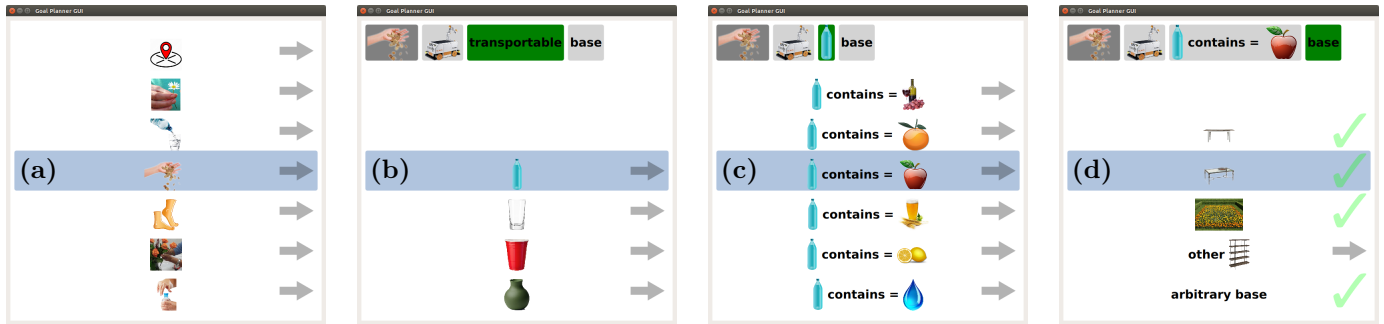 Goal Planner GUI
(a)
Goal Planner GUI
transportable base
(b)
Goal Planner GUI
base
contains =
contains =
(c) contains =
contains =
contains =
contains =
Goal Planner GUI
contains = base
(d)
other
arbitrary base